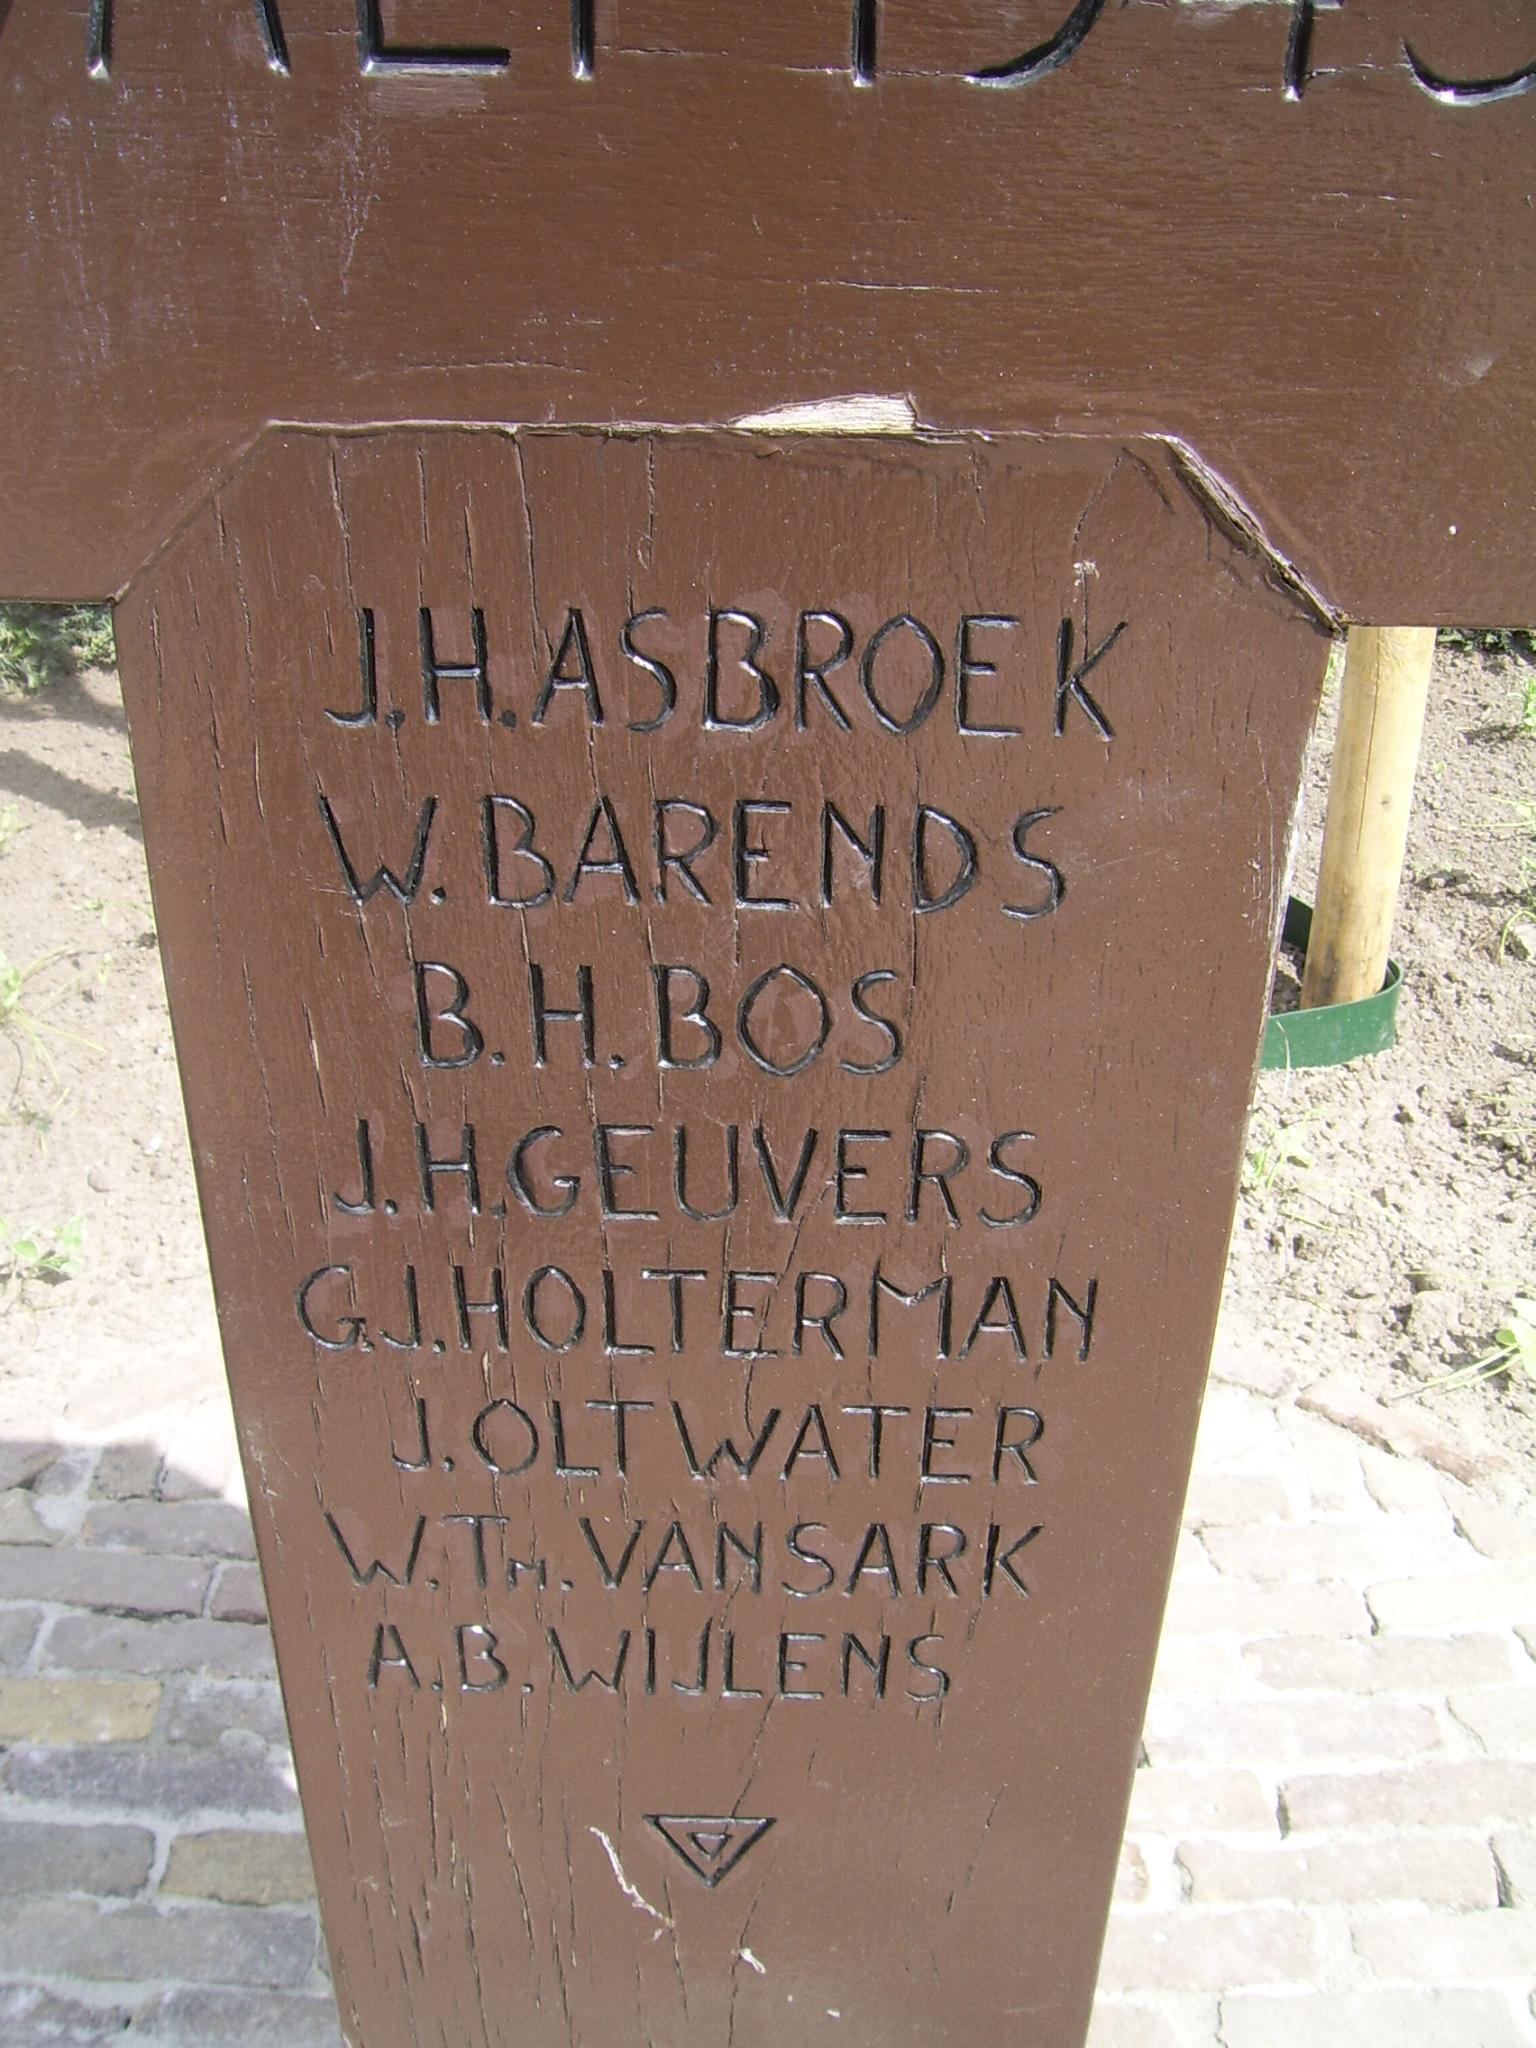 J.H.ASBROEK
W.BARENDS
B.H.BOS
J.H.GEUVERS
G.J.HOLTERMAN
J.OLTWATER
W.TH.VANSARK
A.B.WIJLENS